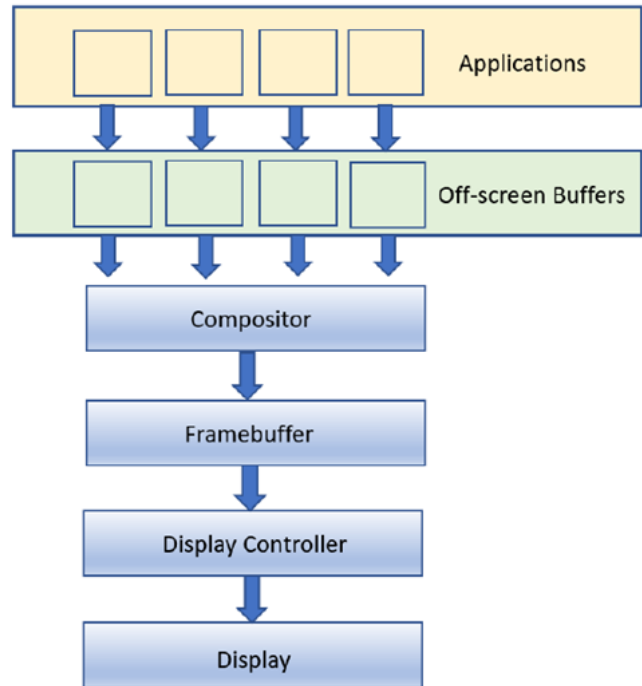 Applications
Off-screen Buffers
Compositor
Framebuffer
Display Controller
Display